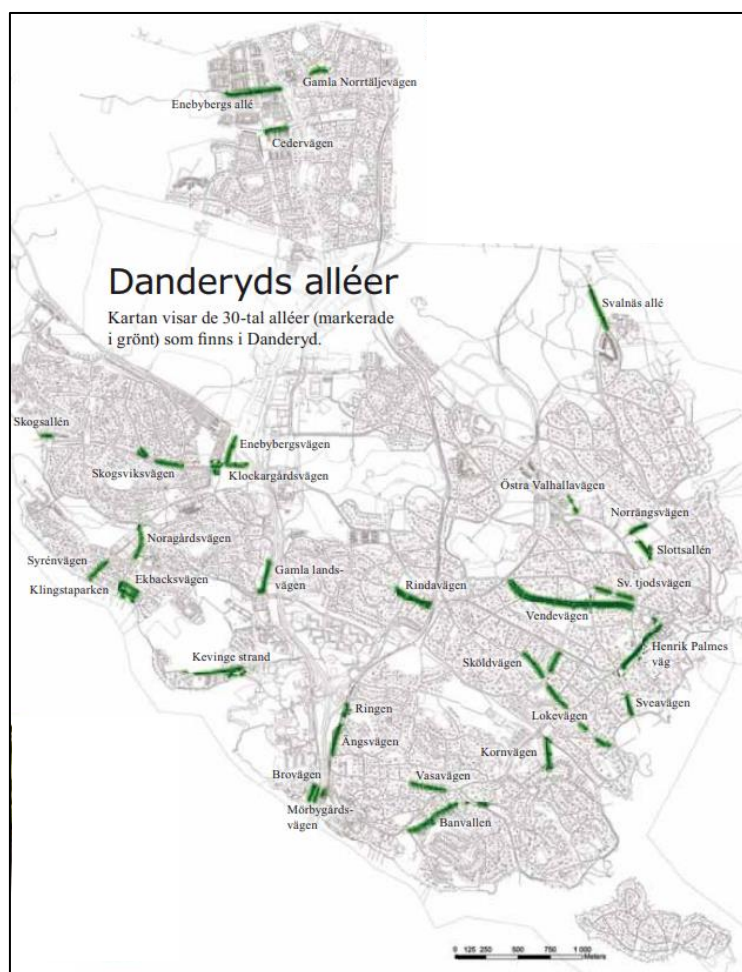 Gamla Norrtäljevägen
Enebybergs allé
Cedervägen
Danderyds alléer
Kartan visar de 30-tal alléer (markerade
i grönt) som finns i Danderyd.
Svalnäs allé
Skogsallén
Enebybergsvägen
Skogsviksvägen
Klockargårdsvägen
Östra Valhallavägen
Norrängsvägen
Noragårdsvägen
Slottsallén
Syrénvägen
Gamla lands-
vägen
Ekbacksvägen
Klingstaparken
Rindavägen
Sv. tjodsvägen
Vendevägen
Henrik Palmes
väg
Kevinge strand
Sköldvägen
Sveavägen
Ringen
Lokevägen
Ängsvägen
Kornvägen
Brovägen
Vasavägen
Mörbygårds-
vägen
Banvallen
0 125 250 500 750 1 000
Meters